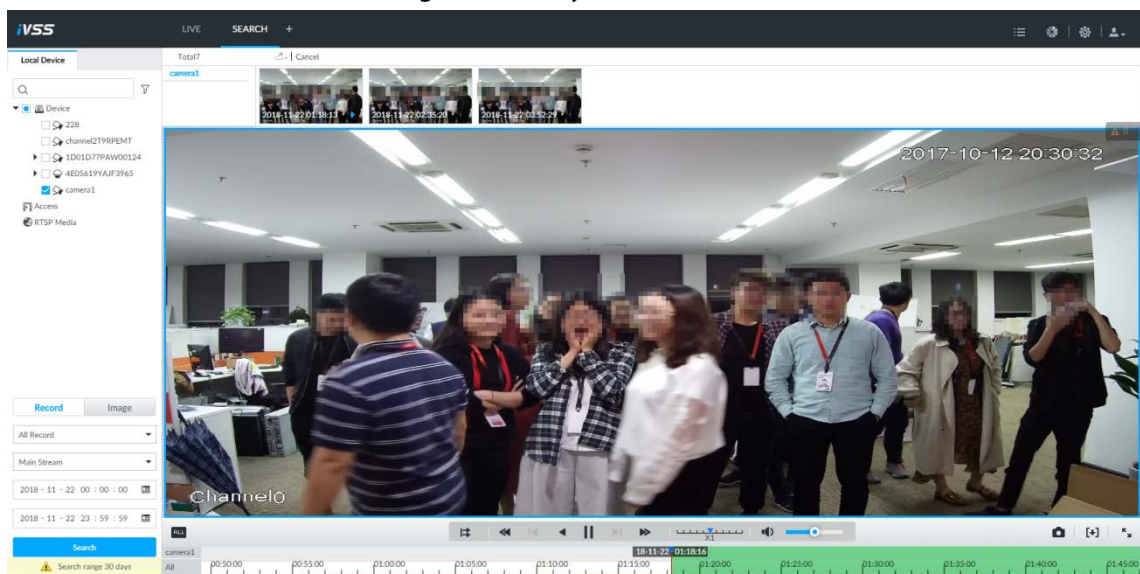 iVSS
LIVE SEARCH +
Local Device
Total7 Cancel
camera1
2018-11-22 01:18:13
2018-11-22 02:35:20
2018-11-22 03:52:29
Device
228
channel2T9RPEMT
1D01D77PAW00124
4E05619YAJF3965
camera1
Access
RTSP Media
0
2017-10-12 20:30:32
Channel0
Record Image
All Record
Main Stream
2018 - 11 - 22 00 : 00 : 00
2018 - 11 - 22 23 : 59 : 59
Search
Search range 30 days
ALL
X1
18-11-22 01:18:16
camera1
All
00:50:00 00:55:00 01:00:00 01:05:00 01:10:00 01:15:00 01:20:00 01:25:00 01:30:00 01:35:00 01:40:00 01:45:00